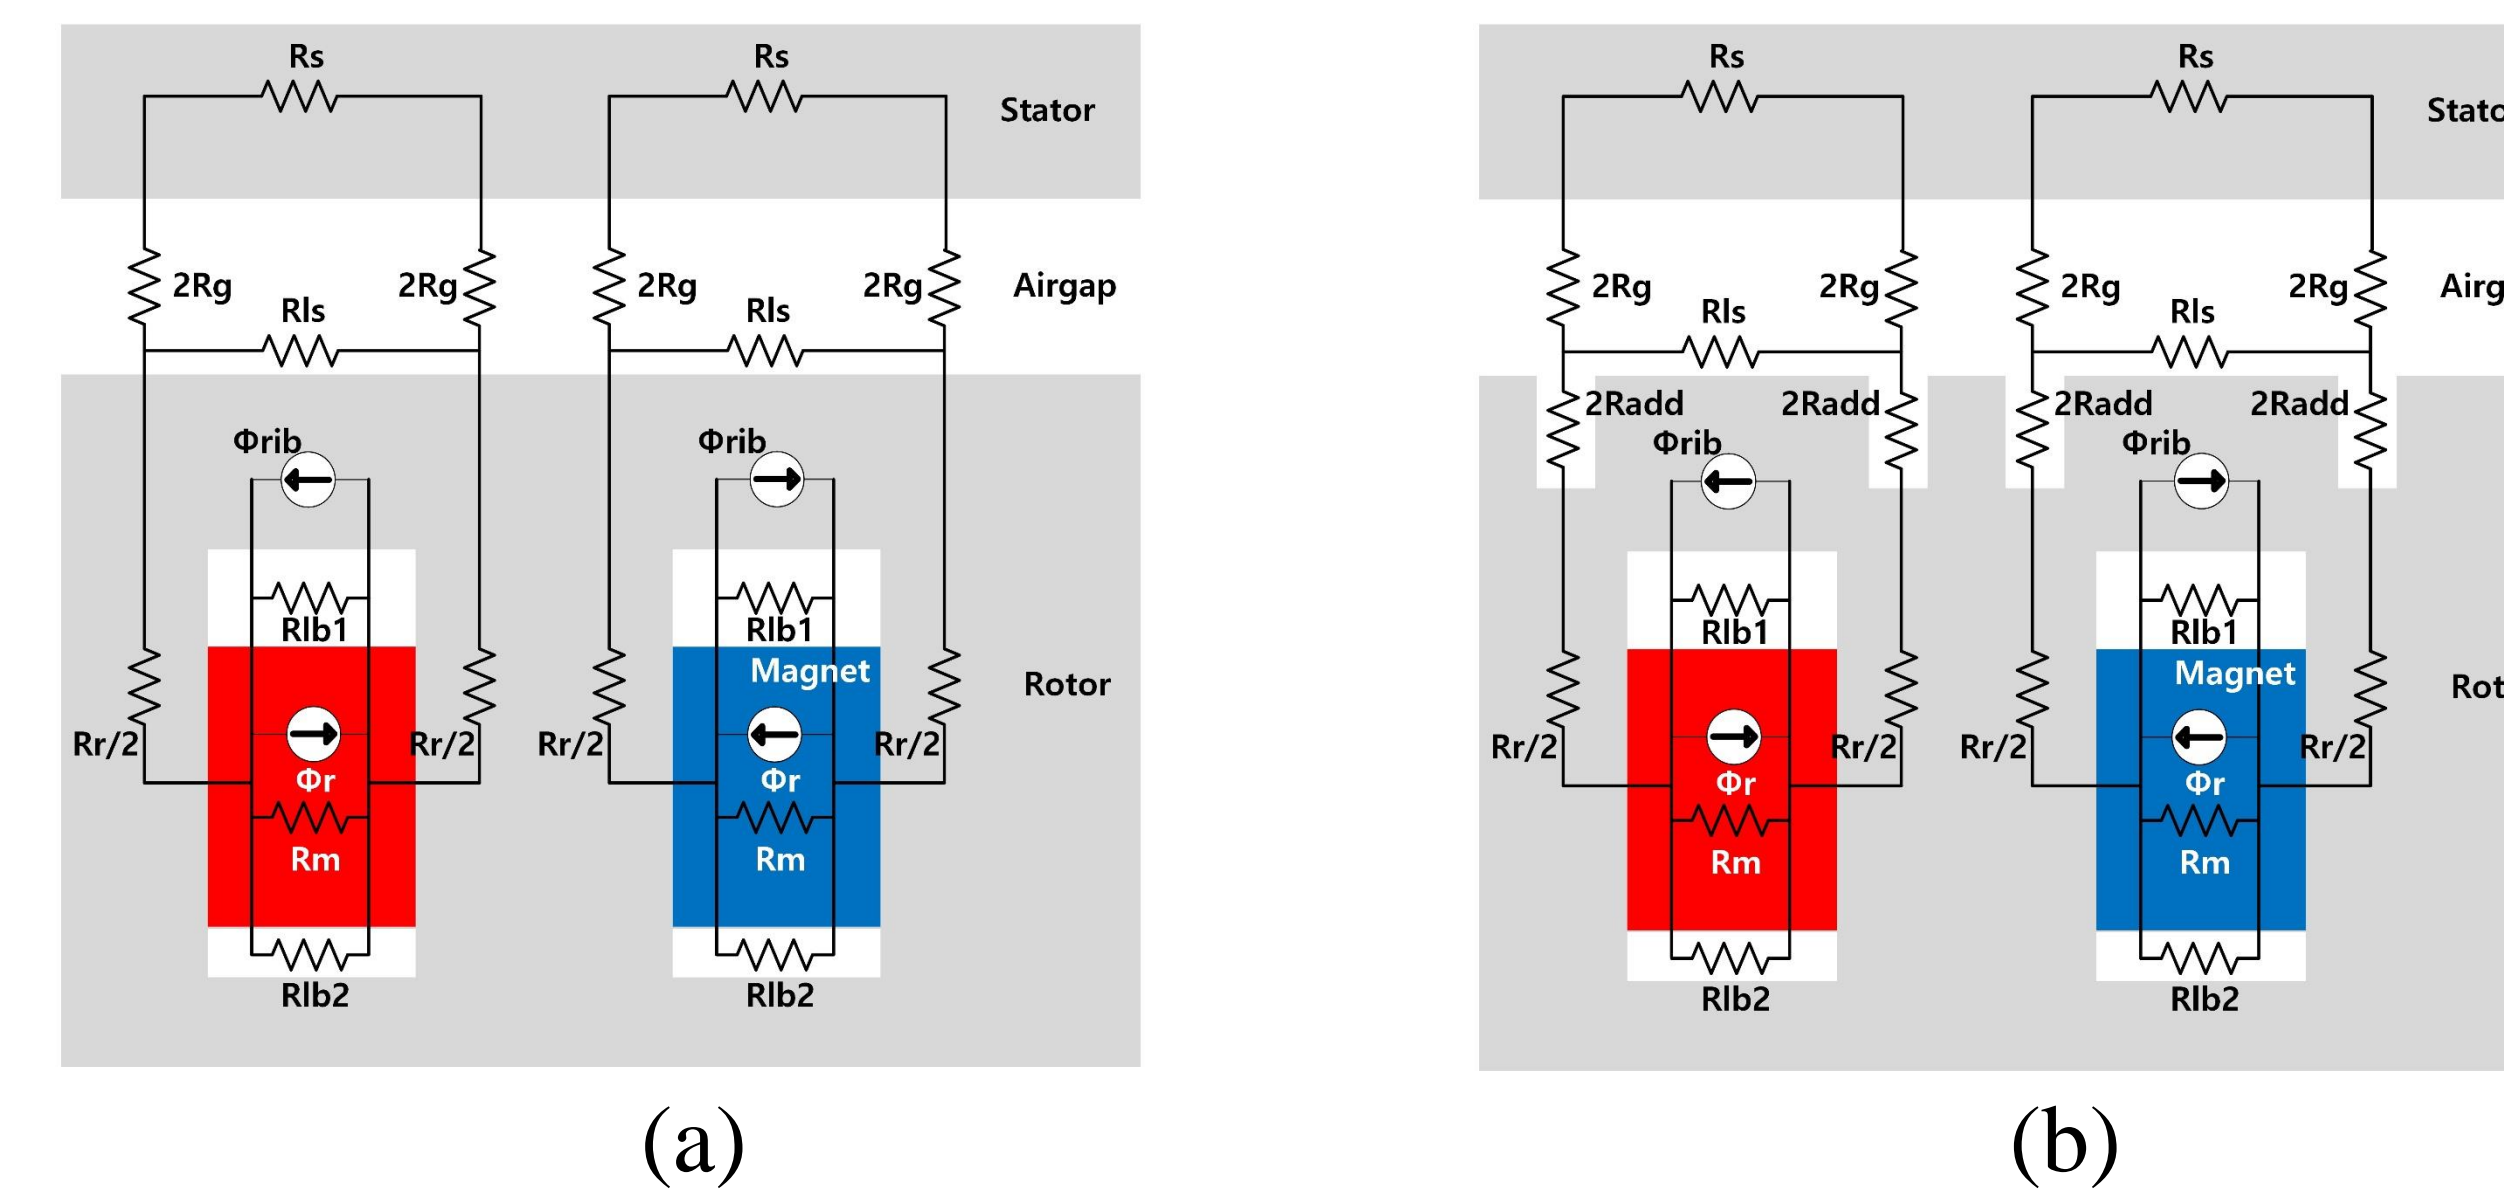 Rs Rs
Stator
2Rg 2Rg 2Rg 2Rg Airgap
Rls Rls
Φrib Φrib
Rlb1 Rlb1
Magnet
Rotor
Rr/2 Rr/2 Rr/2 Rr/2
Φr Φr
Rm Rm
Rlb2 Rlb2
(a)
Rs Rs
2Rg 2Rg 2Rg 2Rg
Rls Rls
2Radd 2Radd 2Radd 2Radd
Φrib Φrib
Rlb1 Rlb1
Magnet
Rr/2 Rr/2 Rr/2 Rr/2
Φr Φr
Rm Rm
Rlb2 Rlb2
(b)